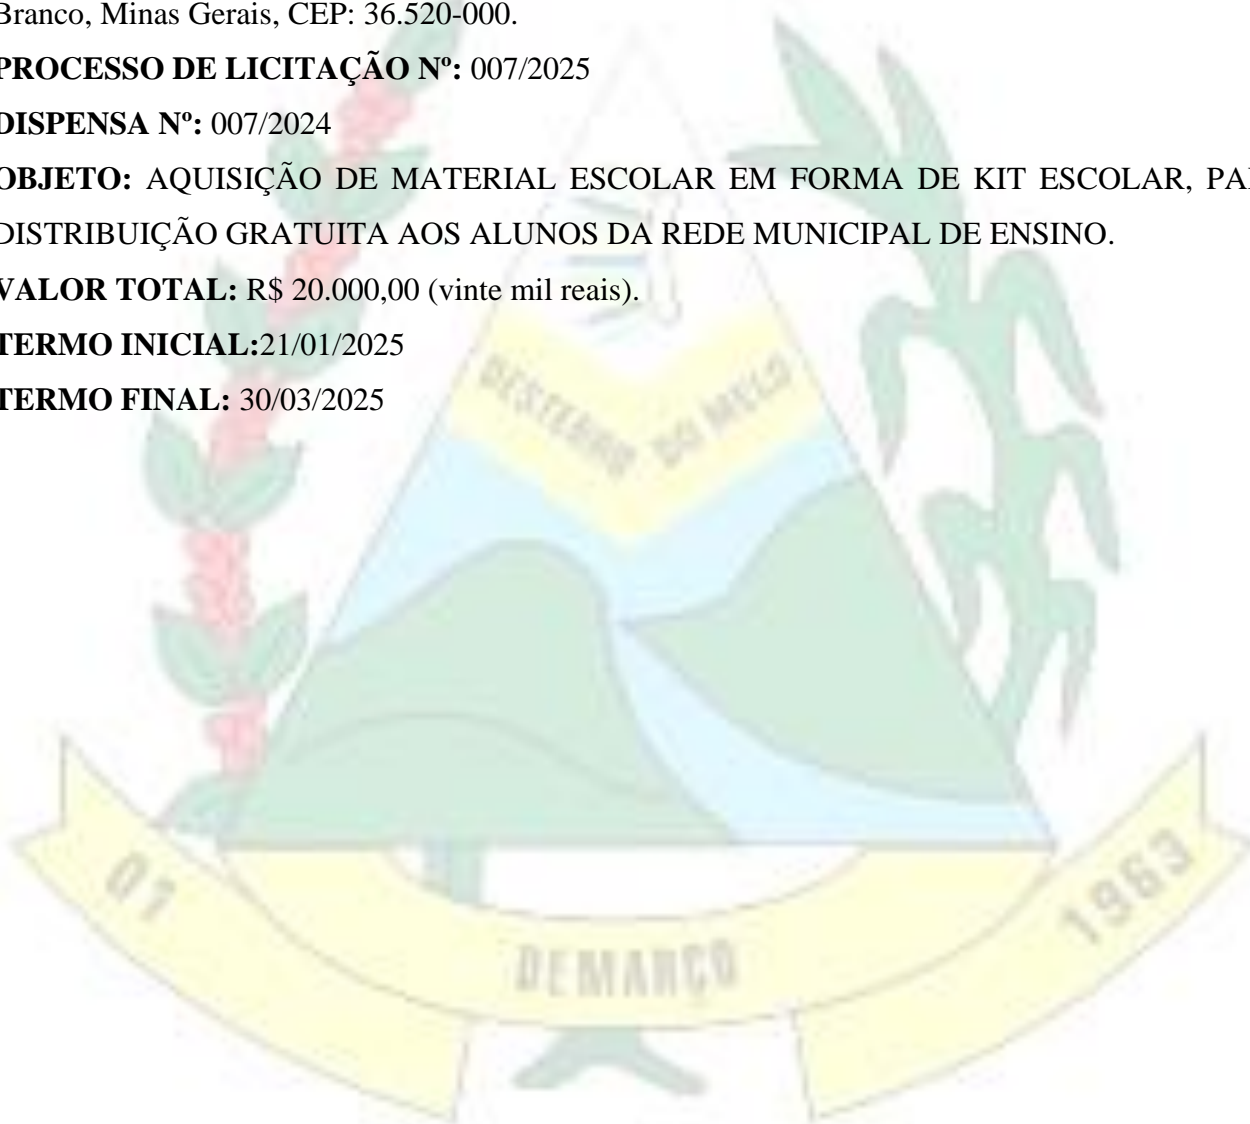 Branco, Minas Gerais, CEP: 36.520-000.
PROCESSO DE LICITAÇÃO Nº: 007/2025
DISPENSA Nº: 007/2024
OBJETO: AQUISIÇÃO DE MATERIAL ESCOLAR EM FORMA DE KIT ESCOLAR, PA
DISTRIBUIÇÃO GRATUITA AOS ALUNOS DA REDE MUNICIPAL DE ENSINO.
VALOR TOTAL: R$ 20.000,00 (vinte mil reais).
TERMO INICIAL:21/01/2025
TERMO FINAL: 30/03/2025
DESTERRO DO MELO
01 DE MARÇO 1963